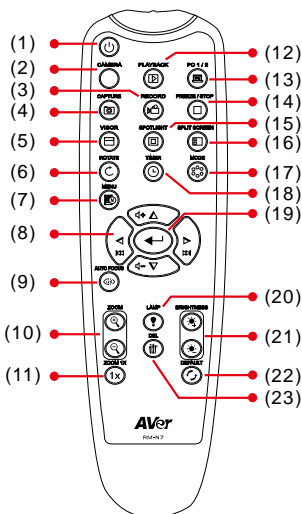 (1)
(2)
(3)
(4)
(5)
(6)
(7)
(8)
(9)
(10)
(11)
CAMERA
PLAYBACK
PC 1 / 2
CAPTURE
RECORD
FREEZE / STOP
VISOR
SPOTLIGHT
SPLIT SCREEN
ROTATE
TIMER
MODE
MENU
AUTO FOCUS
ZOOM
LAMP
BRIGHTNESS
DEL
ZOOM 1X
1x
DEFAULT
AVer
RM-N7
(12)
(13)
(14)
(15)
(16)
(17)
(18)
(19)
(20)
(21)
(22)
(23)